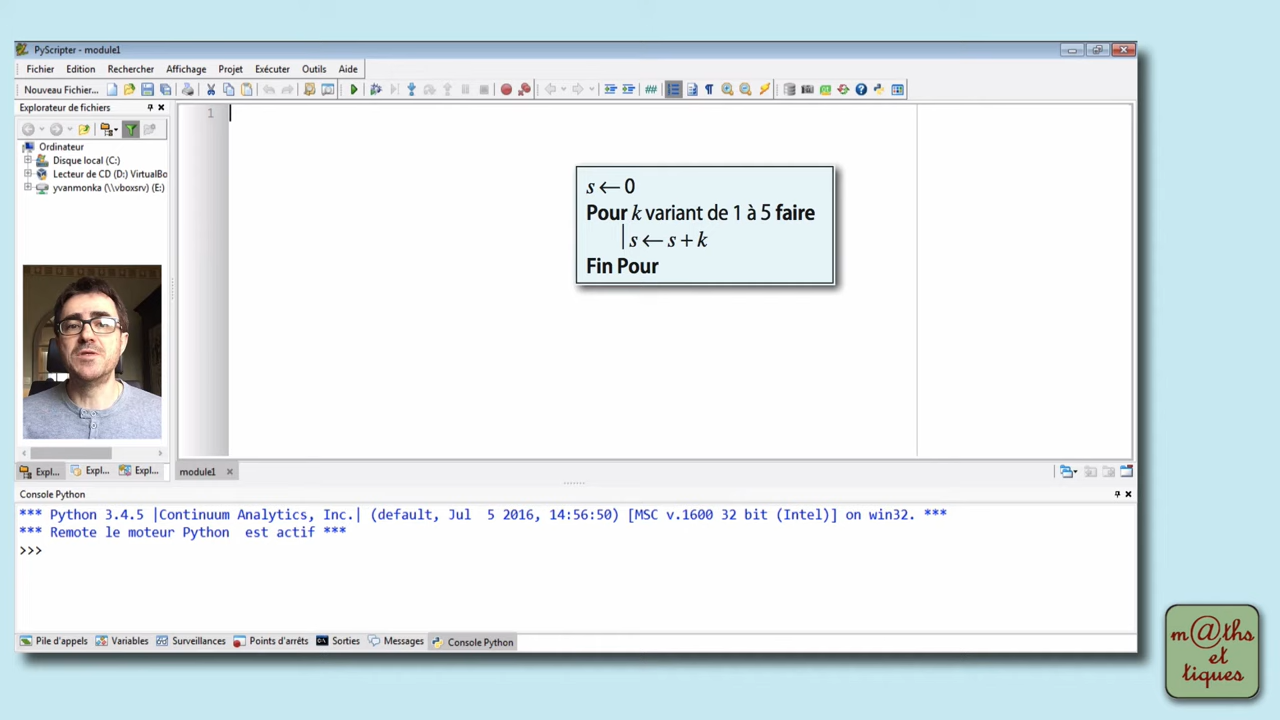 PyScripter - module1
Fichier Edition Rechercher Affichage Projet Exécuter Outils Aide
Nouveau Fichier...
Explorateur de fichiers
Ordinateur
Disque local (C:)
Lecteur de CD (D:) VirtualBo
yvanmonka (\\vboxsrv) (E:)
1
s ← 0
Pour k variant de 1 à 5 faire
s ← s + k
Fin Pour
Expl... Expl... Expl...
module1
Console Python
*** Python 3.4.5 |Continuum Analytics, Inc.| (default, Jul  5 2016, 14:56:50) [MSC v.1600 32 bit (Intel)] on win32. ***
*** Remote le moteur Python  est actif ***
>>>
Pile d'appels Variables Surveillances Points d'arrêts Sorties Messages Console Python
m@ths
et
tiques